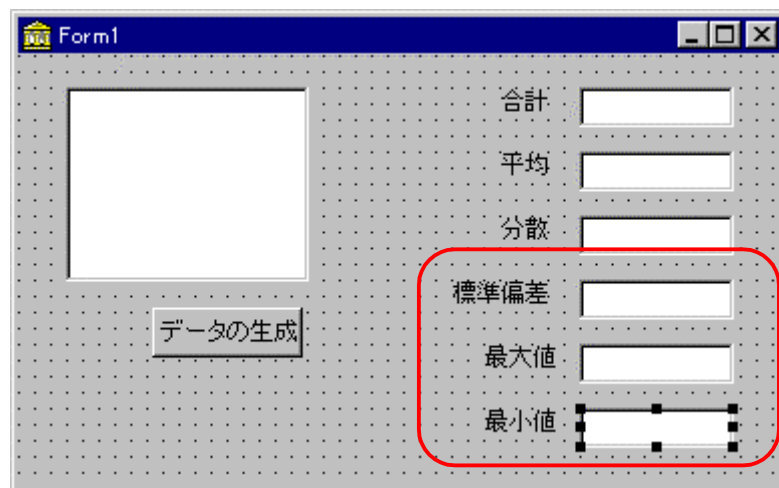 Form1
合計
平均
分散
標準偏差
データの生成
最大値
最小値